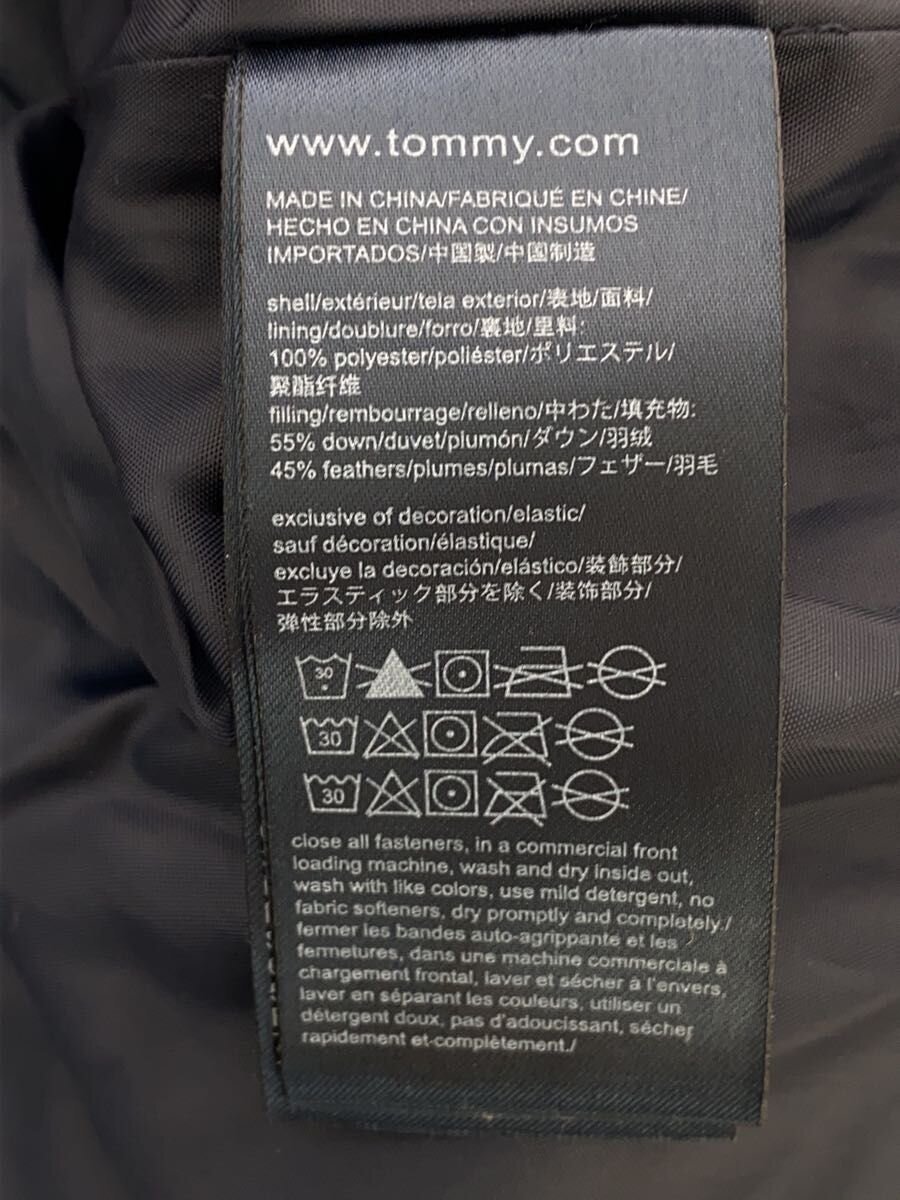 www.tommy.com
MADE IN CHINA/FABRIQUÉ EN CHINE/
HECHO EN CHINA CON INSUMOS
IMPORTADOS/中国製/中国制造
shell/extérieur/tela exterior/表地/面料/
lining/doublure/forro/裏地/里料:
100% polyester/poliéster/ポリエステル/
聚酯纤维
filling/rembourrage/relleno/中わた/填充物:
55% down/duvet/plumón/ダウン/羽绒
45% feathers/plumes/plumas/フェザー/羽毛
exclusive of decoration/elastic/
sauf décoration/élastique/
excluye la decoración/elástico/装飾部分/
エラスティック部分を除く/装饰部分/
弹性部分除外
30
30
30
close all fasteners, in a commercial front
loading machine, wash and dry inside out,
wash with like colors, use mild detergent, no
fabric softeners, dry promptly and completely./
fermer les bandes auto-agrippante et les
fermetures, dans une machine commerciale à
chargement frontal, laver et sécher à l'envers,
laver en séparant les couleurs, utiliser un
détergent doux, pas d'adoucissant, sécher
rapidement et complètement./